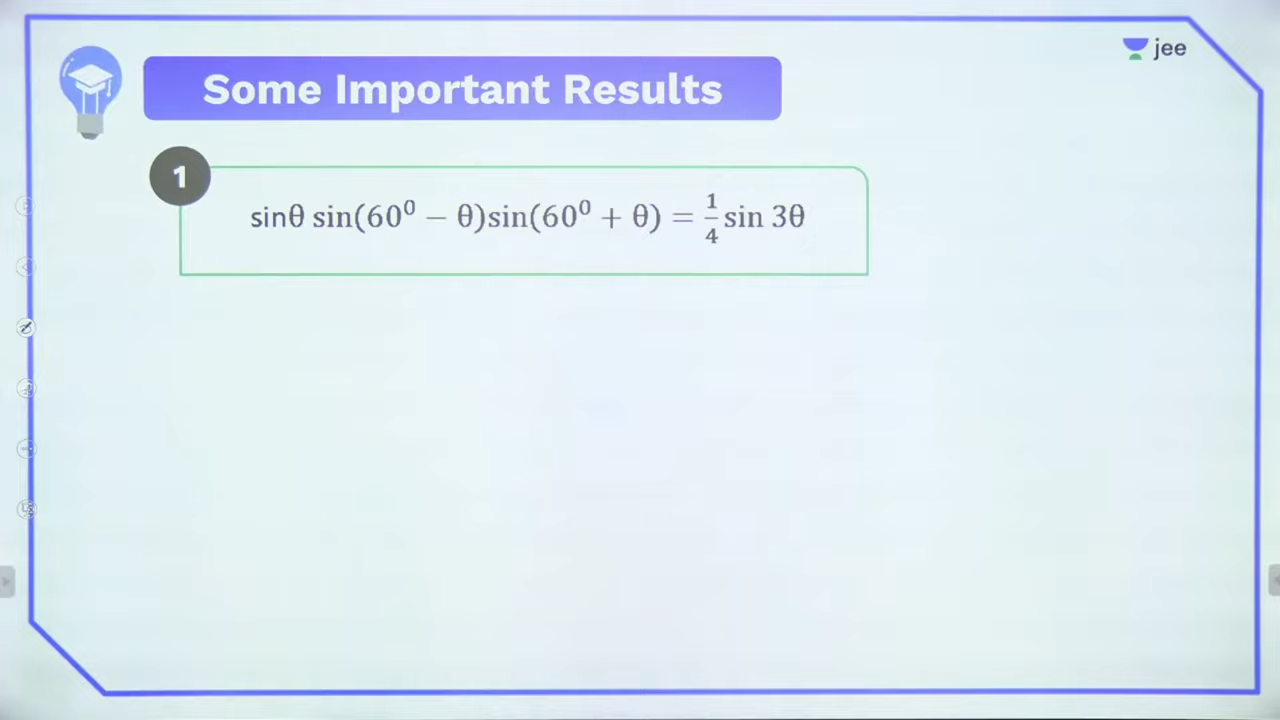 jee
Some Important Results
1
sinθ sin(60⁰ − θ)sin(60⁰ + θ) = 1/4 sin 3θ